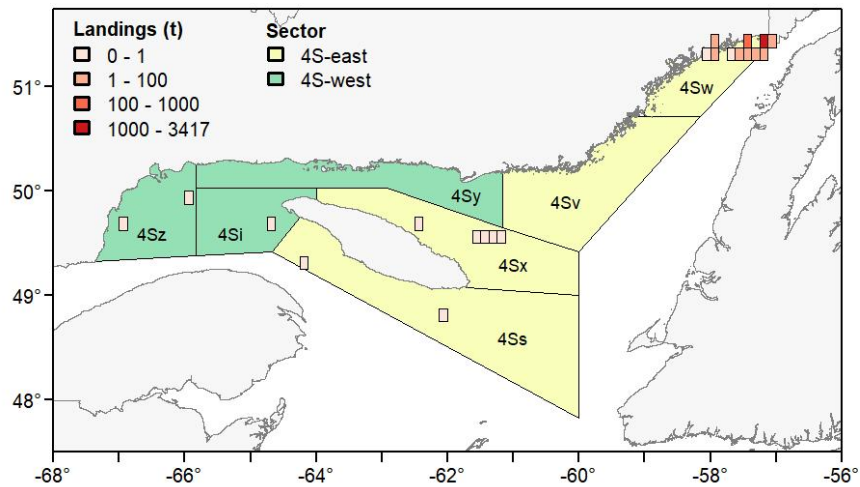 Landings (t)
0 - 1
1 - 100
100 - 1000
1000 - 3417
Sector
4S-east
4S-west
51°
50°
49°
48°
4Sw
4Sy
4Sv
4Sz
4Si
4Sx
4Ss
-68° -66° -64° -62° -60° -58° -56°